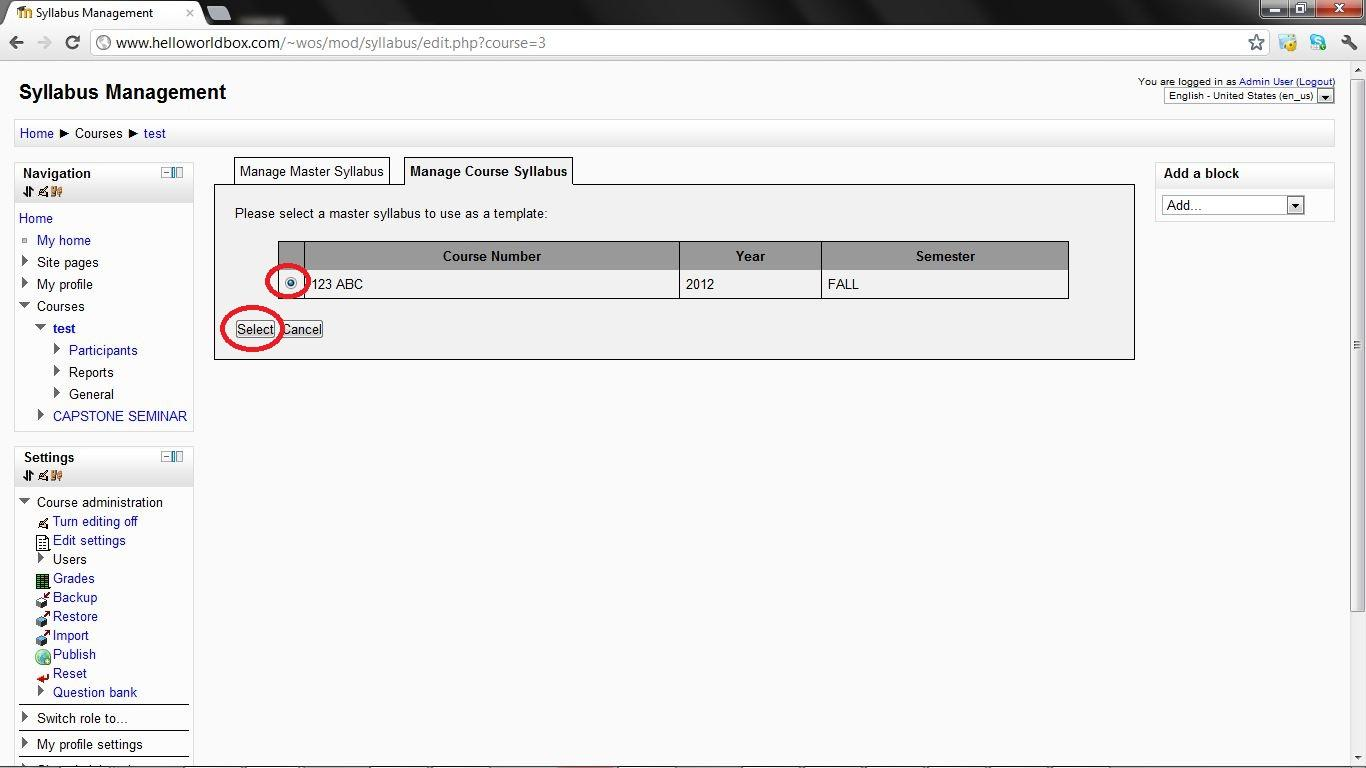 Syllabus Management
www.helloworldbox.com/~wos/mod/syllabus/edit.php?course=3
Syllabus Management
You are logged in as Admin User (Logout)
English - United States (en_us)
Home ► Courses ► test
Navigation
Home
My home
Site pages
My profile
Courses
test
Participants
Reports
General
CAPSTONE SEMINAR
Settings
Course administration
Turn editing off
Edit settings
Users
Grades
Backup
Restore
Import
Publish
Reset
Question bank
Switch role to...
My profile settings
Manage Master Syllabus
Manage Course Syllabus
Please select a master syllabus to use as a template:
Course Number Year Semester
123 ABC 2012 FALL
Select Cancel
Add a block
Add...